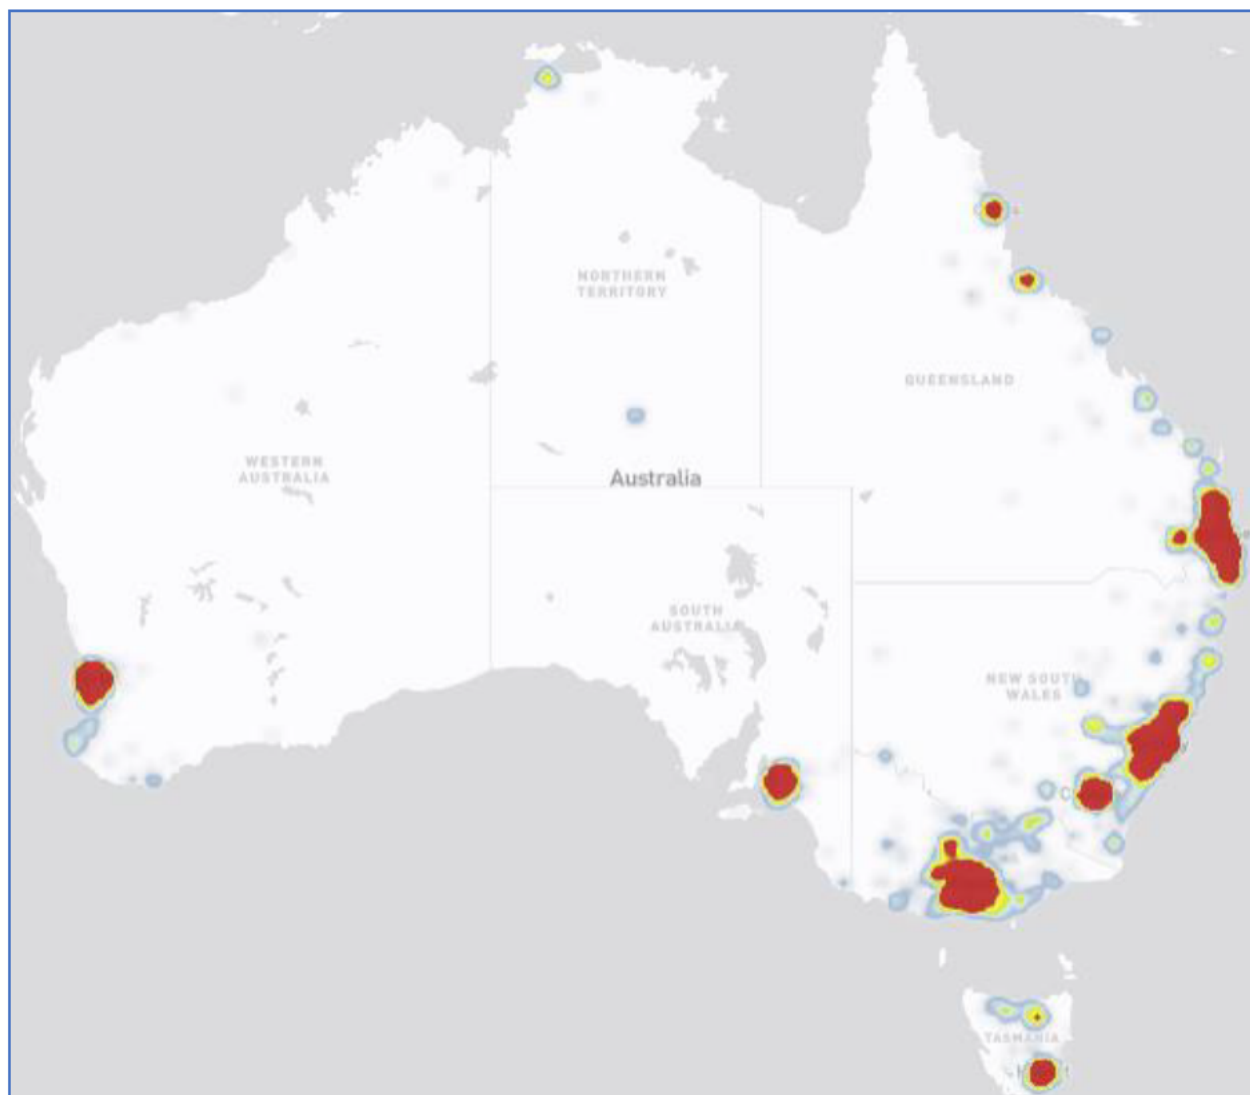 NORTHERN
TERRITORY
QUEENSLAND
WESTERN
AUSTRALIA
Australia
SOUTH
AUSTRALIA
NEW SOUTH
WALES
TASMANIA